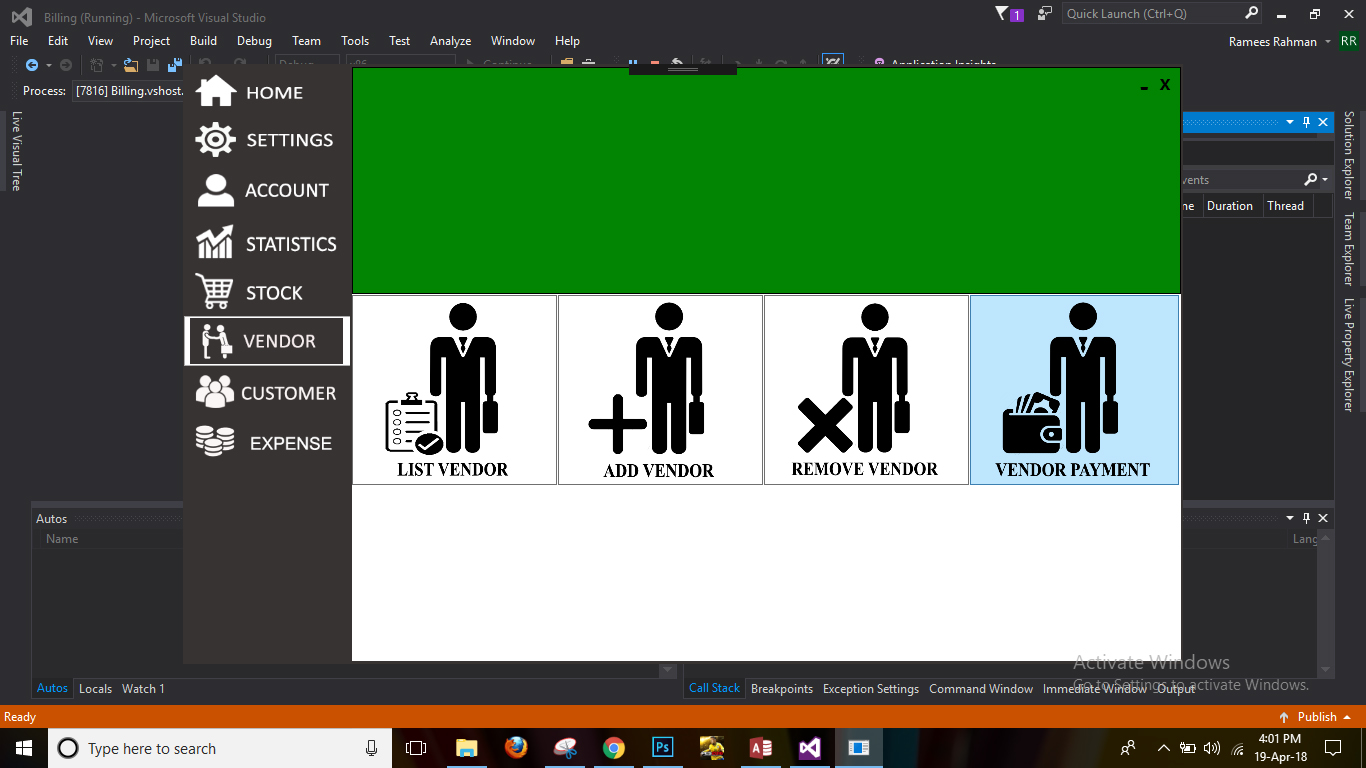 Billing (Running) - Microsoft Visual Studio
1
Quick Launch (Ctrl+Q)
File Edit View Project Build Debug Team Tools Test Analyze Window Help
Ramees Rahman RR
Process: [7816] Billing.vshost.
Live Visual Tree
HOME
SETTINGS
ACCOUNT
STATISTICS
STOCK
VENDOR
CUSTOMER
EXPENSE
- X
LIST VENDOR
ADD VENDOR
REMOVE VENDOR
VENDOR PAYMENT
Duration Thread
Solution Explorer
Team Explorer
Live Property Explorer
Autos
Name
Lang
Activate Windows
Go to Settings to activate Windows.
Autos Locals Watch 1
Call Stack Breakpoints Exception Settings Command Window Immediate Window Output
Ready
Publish
Type here to search
Ps
4:01 PM
19-Apr-18